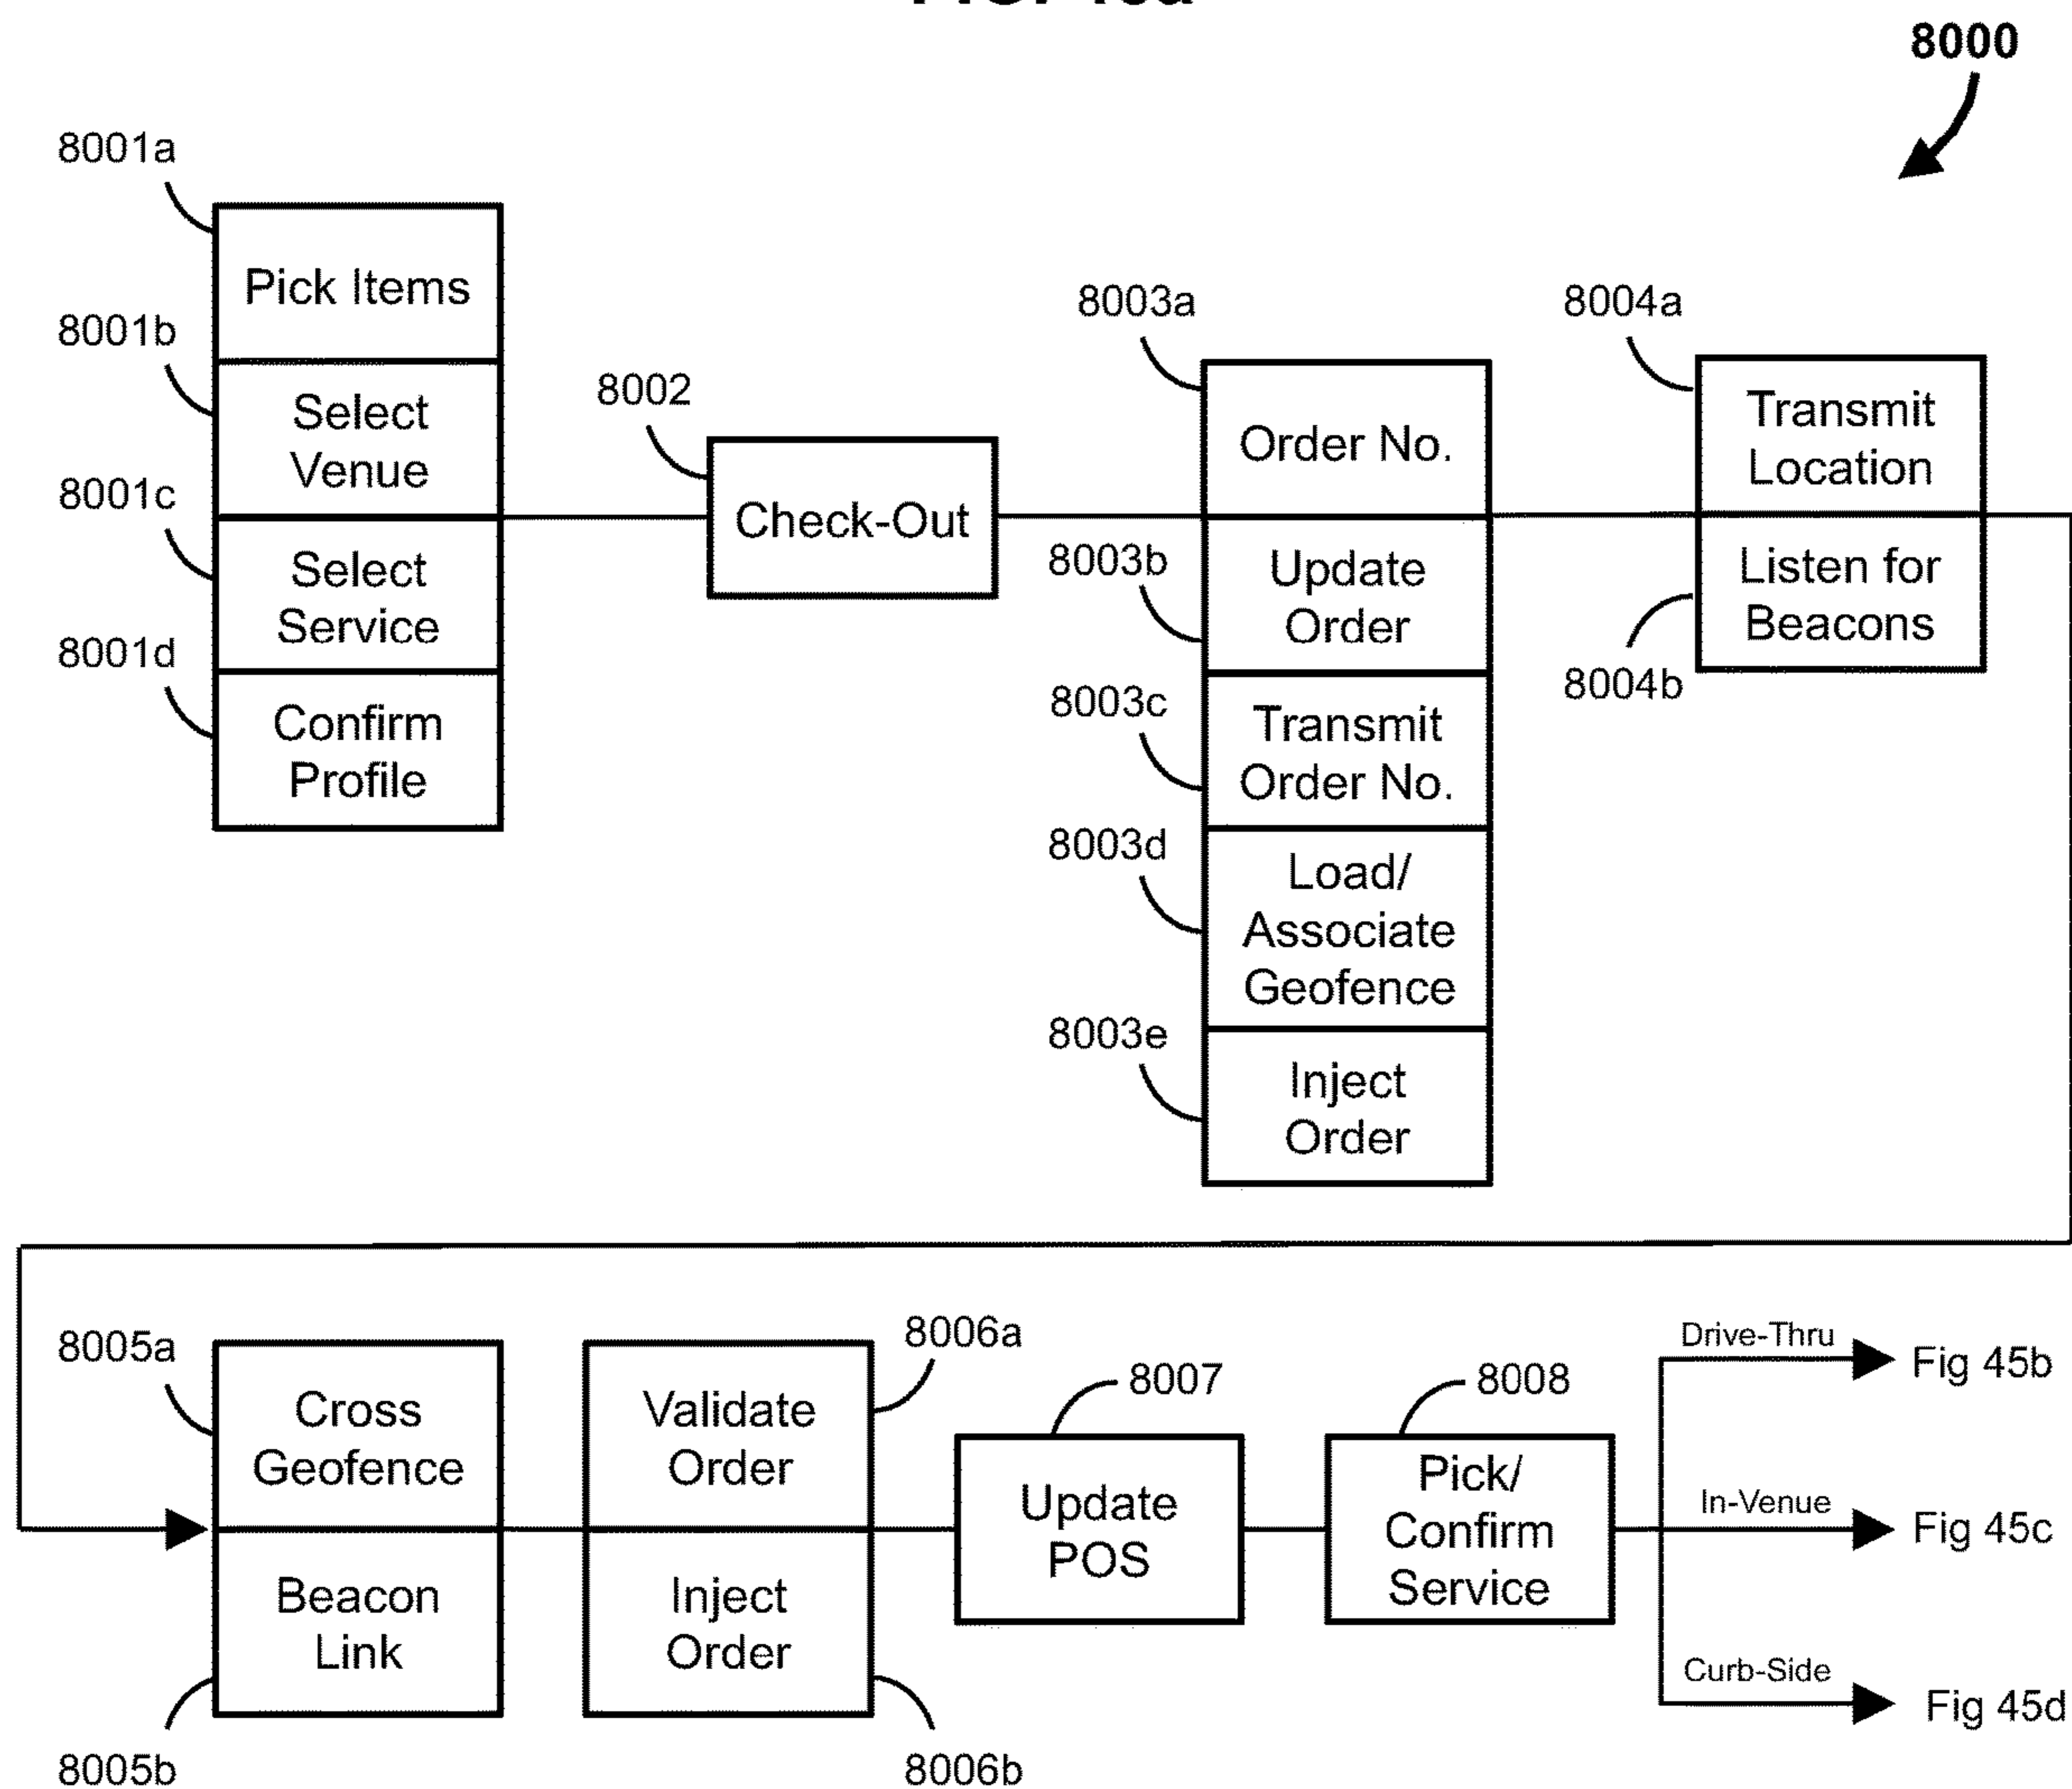 8000
8001a
Pick Items
8001b
Select
Venue
8001c
Select
Service
8001d
Confirm
Profile
8002
Check-Out
8003a
Order No.
8003b
Update
Order
8003c
Transmit
Order No.
8003d
Load/
Associate
Geofence
8003e
Inject
Order
8004a
Transmit
Location
Listen for
Beacons
8004b
8005a
Cross
Geofence
Beacon
Link
8005b
8006a
Validate
Order
Inject
Order
8006b
8007
Update
POS
8008
Pick/
Confirm
Service
Drive-Thru
Fig 45b
In-Venue
Fig 45c
Curb-Side
Fig 45d